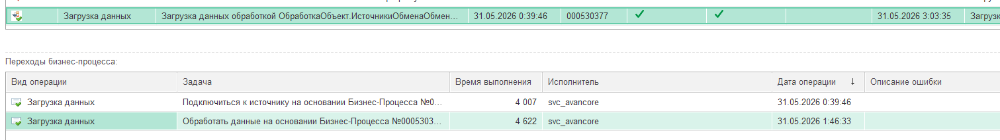 Загрузка данных Загрузка данных обработкой ОбработкаОбъект.ИсточникиОбменаОбмен... 31.05.2026 0:39:46 000530377 31.05.2026 3:03:35 Загрузк
Переходы бизнес-процесса:
Вид операции Задача Время выполнения Исполнитель Дата операции ↓ Описание ошибки
Загрузка данных Подключиться к источнику на основании Бизнес-Процесса №0... 4 007 svc_avancore 31.05.2026 0:39:46
Загрузка данных Обработать данные на основании Бизнес-Процесса №0005303... 4 622 svc_avancore 31.05.2026 1:46:33